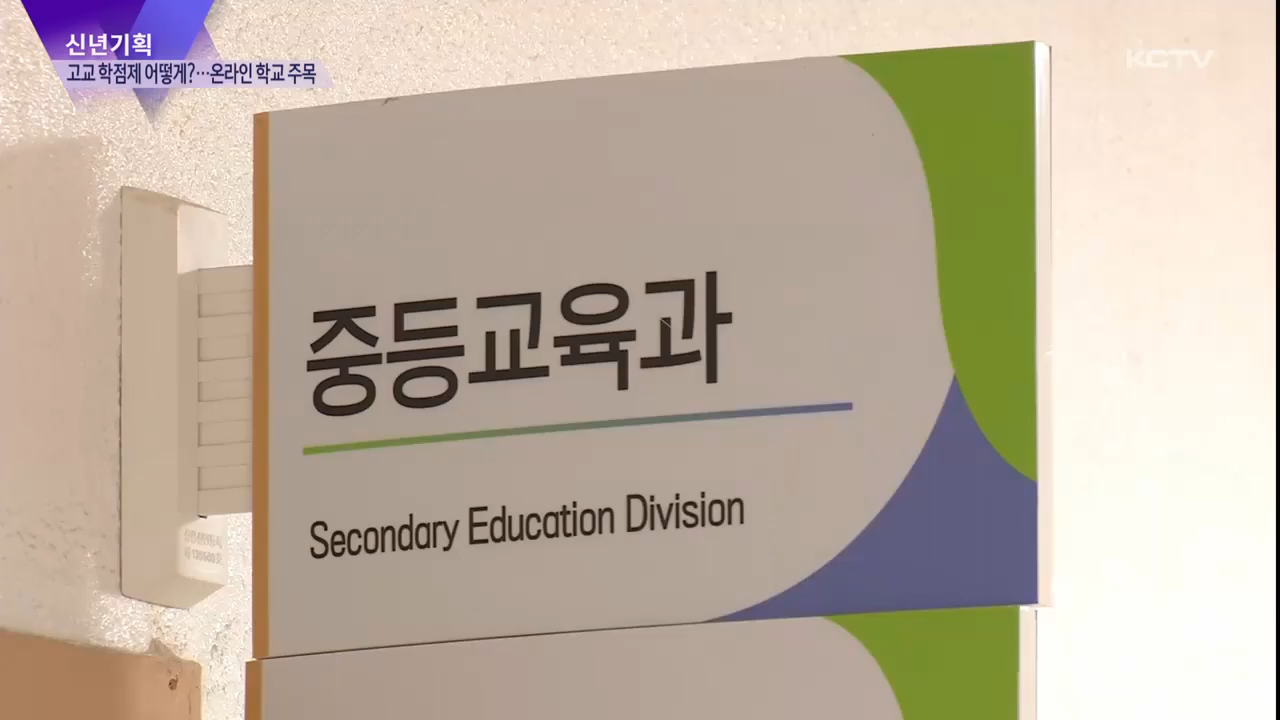 신년기획
고교 학점제 어떻게?…온라인 학교 주목
KCTV
중등교육과
Secondary Education Division